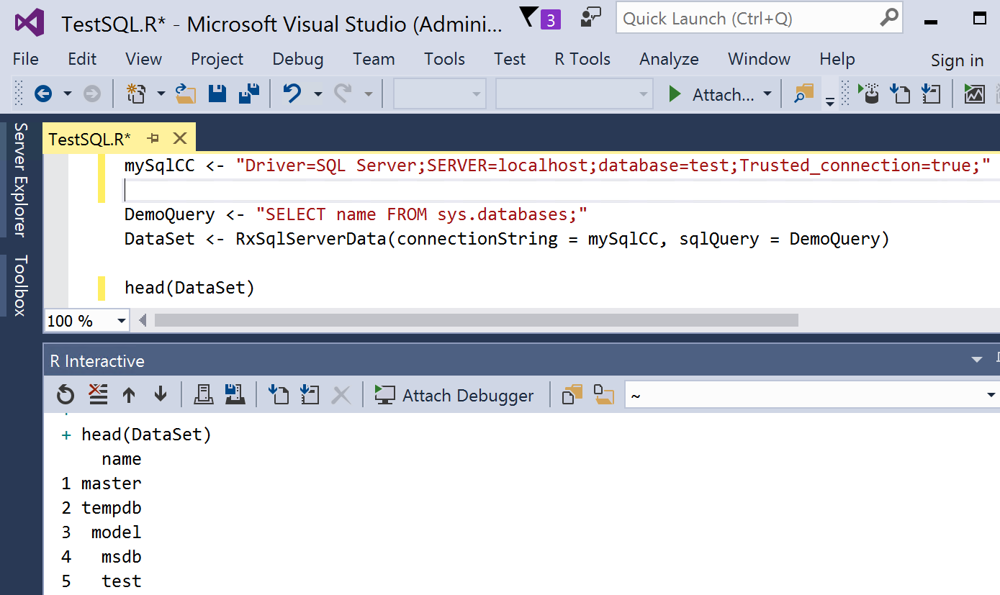 TestSQL.R* - Microsoft Visual Studio (Admini...
3
Quick Launch (Ctrl+Q)
File Edit View Project Debug Team Tools Test R Tools Analyze Window Help Sign in
Attach...
Server Explorer
Toolbox
TestSQL.R*
mySqlCC <- "Driver=SQL Server;SERVER=localhost;database=test;Trusted_connection=true;"
DemoQuery <- "SELECT name FROM sys.databases;"
DataSet <- RxSqlServerData(connectionString = mySqlCC, sqlQuery = DemoQuery)
head(DataSet)
100 %
R Interactive
Attach Debugger
~
+ head(DataSet)
name
1 master
2 tempdb
3 model
4 msdb
5 test